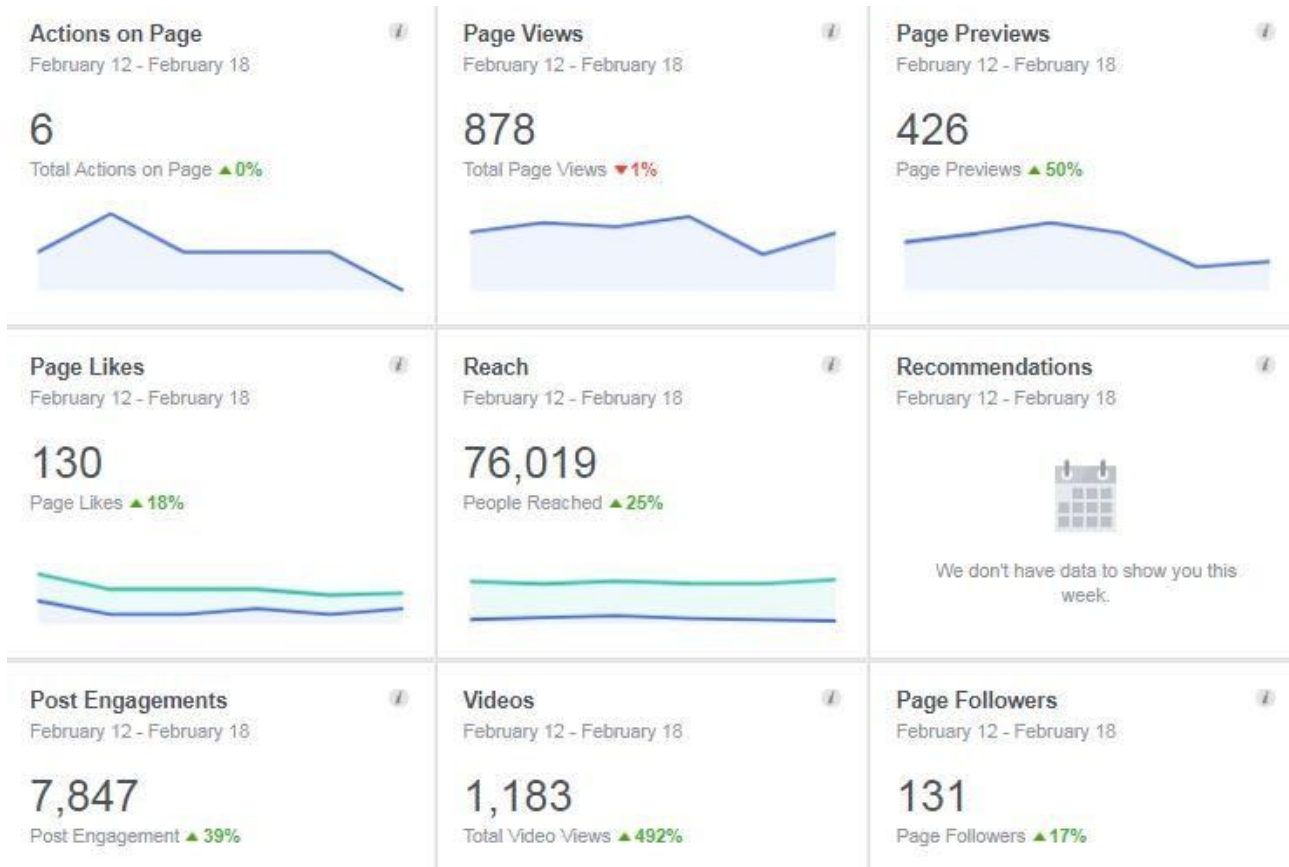 Actions on Page
February 12 - February 18
6
Total Actions on Page ▲0%
Page Views
February 12 - February 18
878
Total Page Views ▼1%
Page Previews
February 12 - February 18
426
Page Previews ▲50%
Page Likes
February 12 - February 18
130
Page Likes ▲18%
Reach
February 12 - February 18
76,019
People Reached ▲25%
Recommendations
February 12 - February 18
We don't have data to show you this
week.
Post Engagements
February 12 - February 18
7,847
Post Engagement ▲39%
Videos
February 12 - February 18
1,183
Total Video Views ▲492%
Page Followers
February 12 - February 18
131
Page Followers ▲17%